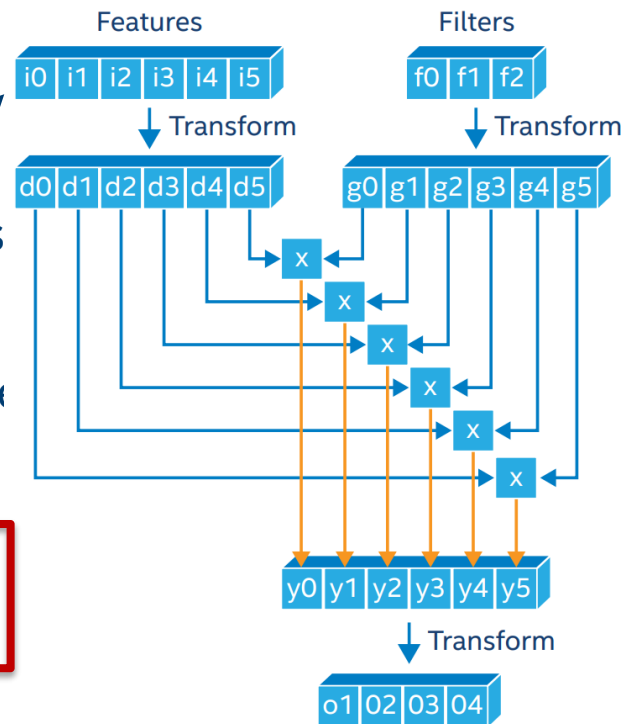 Features Filters
i0 i1 i2 i3 i4 i5 f0 f1 f2
Transform Transform
d0 d1 d2 d3 d4 d5 g0 g1 g2 g3 g4 g5
x
x
x
x
x
x
y0 y1 y2 y3 y4 y5
Transform
o1 02 03 04